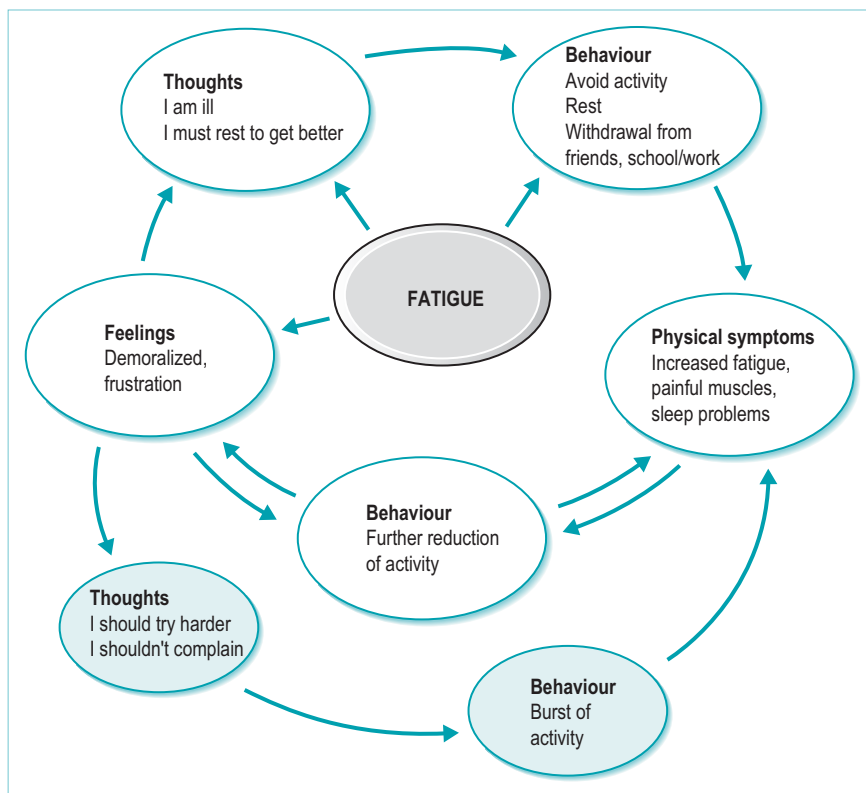 Thoughts
I am ill
I must rest to get better
Behaviour
Avoid activity
Rest
Withdrawal from
friends, school/work
FATIGUE
Feelings
Demoralized,
frustration
Physical symptoms
Increased fatigue,
painful muscles,
sleep problems
Behaviour
Further reduction
of activity
Thoughts
I should try harder
I shouldn't complain
Behaviour
Burst of
activity